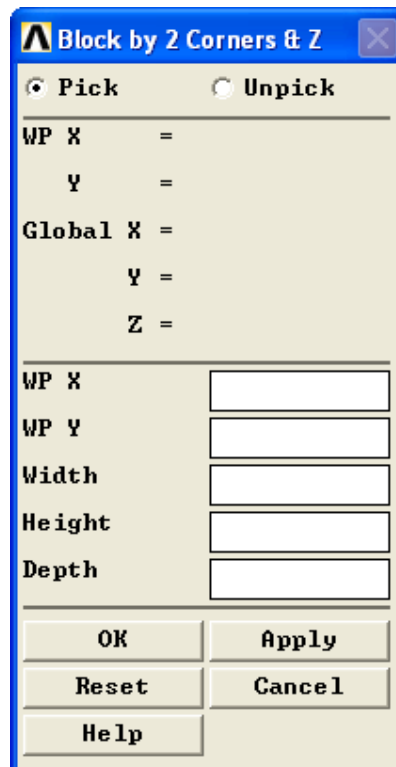 Block by 2 Corners & Z
Pick Unpick
WP X =
Y =
Global X =
Y =
Z =
WP X
WP Y
Width
Height
Depth
OK Apply
Reset Cancel
Help